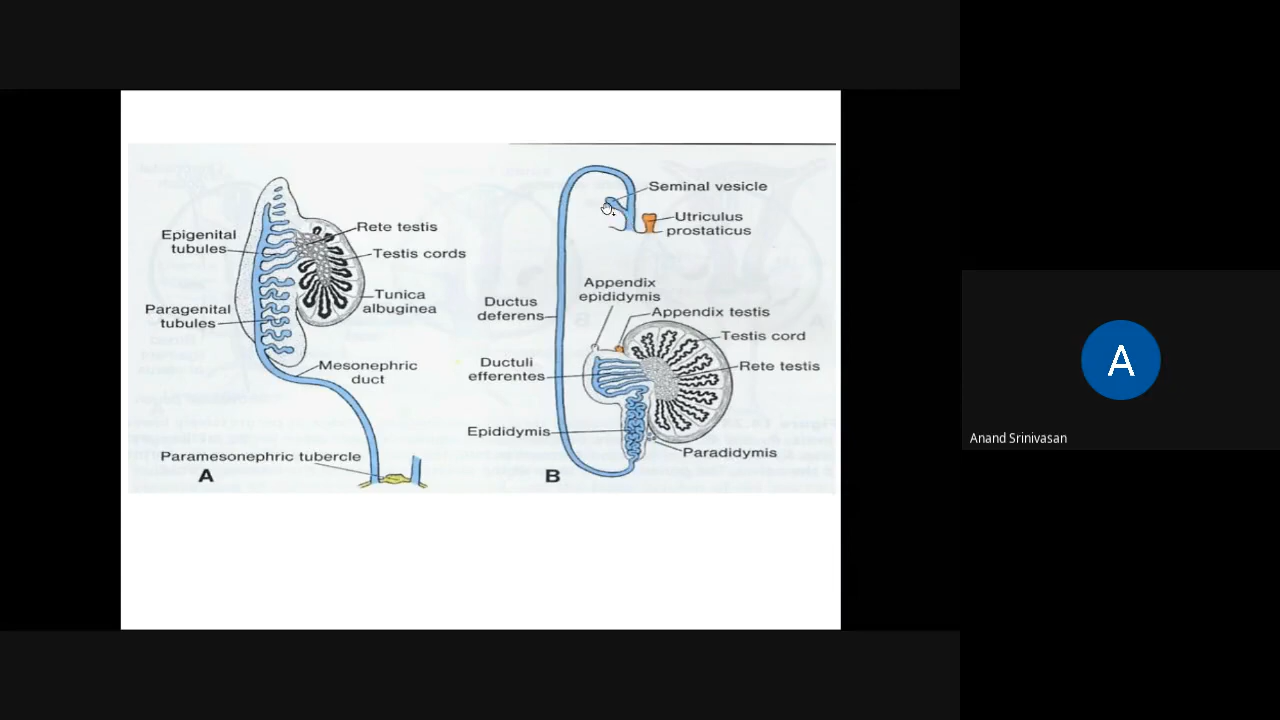 Rete testis
Epigenital
tubules
Testis cords
Tunica
albuginea
Paragenital
tubules
Mesonephric
duct
Paramesonephric tubercle
A
Seminal vesicle
Utriculus
prostaticus
Appendix
epididymis
Ductus
deferens
Appendix testis
Testis cord
Ductuli
efferentes
Rete testis
Epididymis
Paradidymis
B
A
Anand Srinivasan